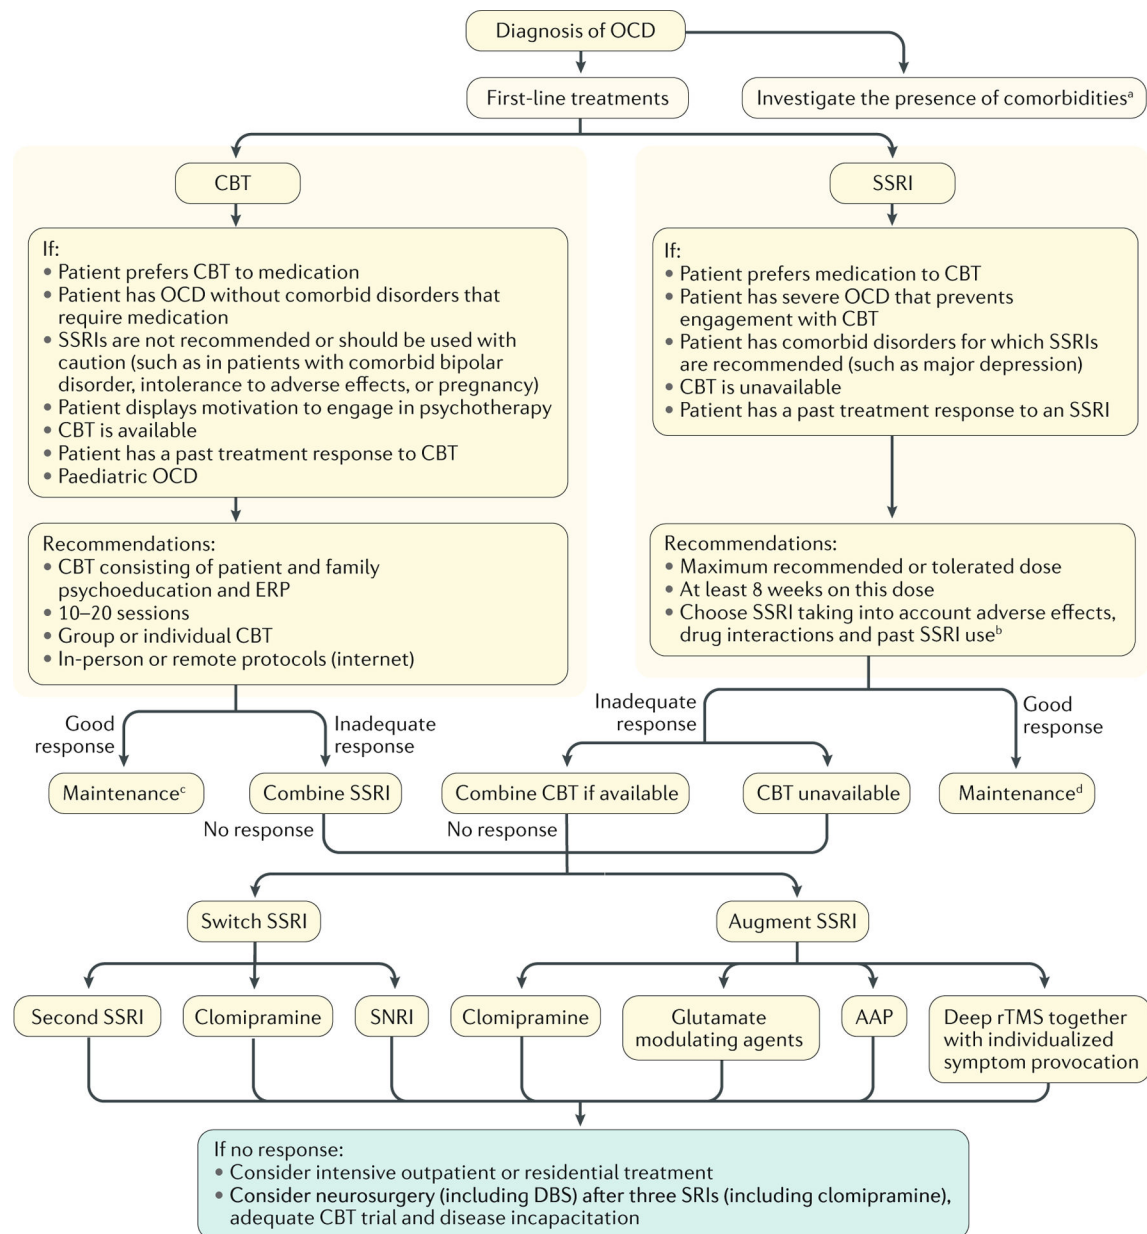 Diagnosis of OCD
First-line treatments
Investigate the presence of comorbiditiesᵃ
CBT
If:
• Patient prefers CBT to medication
• Patient has OCD without comorbid disorders that
require medication
• SSRIs are not recommended or should be used with
caution (such as in patients with comorbid bipolar
disorder, intolerance to adverse effects, or pregnancy)
• Patient displays motivation to engage in psychotherapy
• CBT is available
• Patient has a past treatment response to CBT
• Paediatric OCD
Recommendations:
• CBT consisting of patient and family
psychoeducation and ERP
• 10–20 sessions
• Group or individual CBT
• In-person or remote protocols (internet)
SSRI
If:
• Patient prefers medication to CBT
• Patient has severe OCD that prevents
engagement with CBT
• Patient has comorbid disorders for which SSRIs
are recommended (such as major depression)
• CBT is unavailable
• Patient has a past treatment response to an SSRI
Recommendations:
• Maximum recommended or tolerated dose
• At least 8 weeks on this dose
• Choose SSRI taking into account adverse effects,
drug interactions and past SSRI useᵇ
Good
response
Inadequate
response
Inadequate
response
Good
response
Maintenanceᶜ
Combine SSRI
Combine CBT if available
CBT unavailable
Maintenanceᵈ
No response
No response
Switch SSRI
Augment SSRI
Second SSRI
Clomipramine
SNRI
Clomipramine
Glutamate
modulating agents
AAP
Deep rTMS together
with individualized
symptom provocation
If no response:
• Consider intensive outpatient or residential treatment
• Consider neurosurgery (including DBS) after three SRIs (including clomipramine),
adequate CBT trial and disease incapacitation